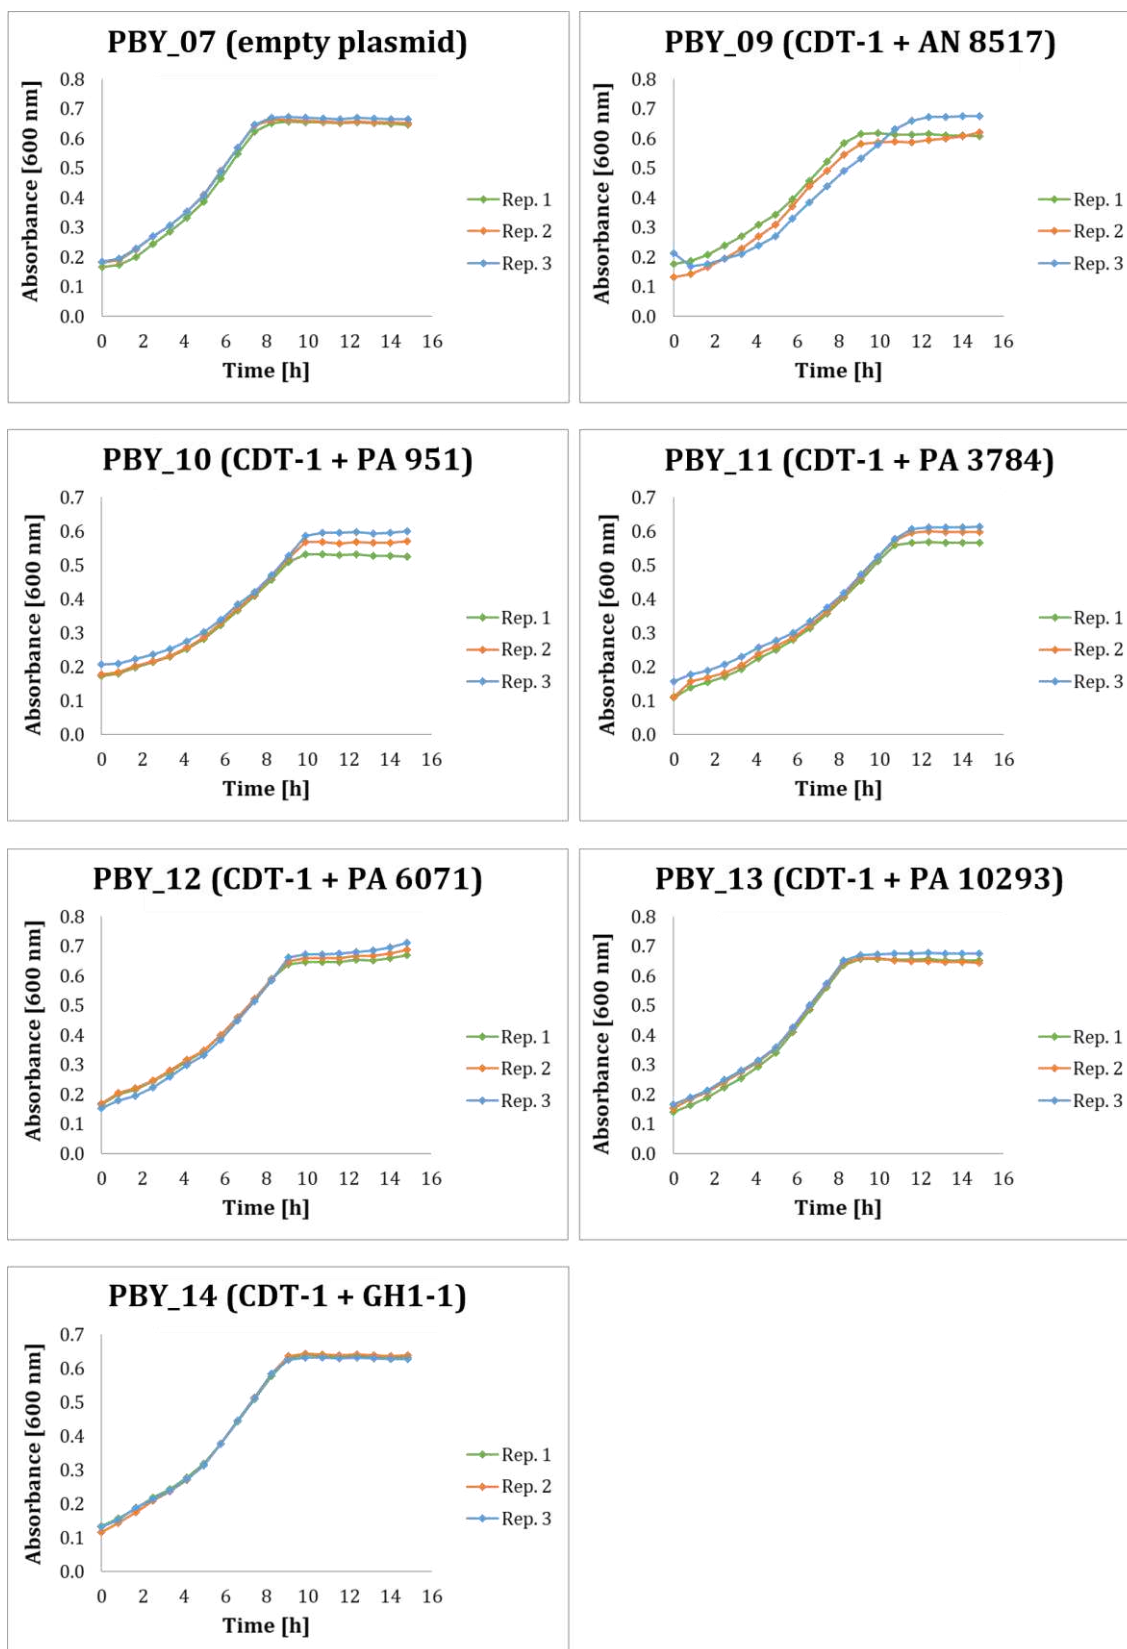 PBY_07 (empty plasmid)
Absorbance [600 nm]
0.8
0.7
0.6
0.5
0.4
0.3
0.2
0.1
0.0
0 2 4 6 8 10 12 14 16
Time [h]
Rep. 1
Rep. 2
Rep. 3
PBY_09 (CDT-1 + AN 8517)
Absorbance [600 nm]
0.8
0.7
0.6
0.5
0.4
0.3
0.2
0.1
0.0
0 2 4 6 8 10 12 14 16
Time [h]
Rep. 1
Rep. 2
Rep. 3
PBY_10 (CDT-1 + PA 951)
Absorbance [600 nm]
0.7
0.6
0.5
0.4
0.3
0.2
0.1
0.0
0 2 4 6 8 10 12 14 16
Time [h]
Rep. 1
Rep. 2
Rep. 3
PBY_11 (CDT-1 + PA 3784)
Absorbance [600 nm]
0.7
0.6
0.5
0.4
0.3
0.2
0.1
0.0
0 2 4 6 8 10 12 14 16
Time [h]
Rep. 1
Rep. 2
Rep. 3
PBY_12 (CDT-1 + PA 6071)
Absorbance [600 nm]
0.8
0.7
0.6
0.5
0.4
0.3
0.2
0.1
0.0
0 2 4 6 8 10 12 14 16
Time [h]
Rep. 1
Rep. 2
Rep. 3
PBY_13 (CDT-1 + PA 10293)
Absorbance [600 nm]
0.8
0.7
0.6
0.5
0.4
0.3
0.2
0.1
0.0
0 2 4 6 8 10 12 14 16
Time [h]
Rep. 1
Rep. 2
Rep. 3
PBY_14 (CDT-1 + GH1-1)
Absorbance [600 nm]
0.7
0.6
0.5
0.4
0.3
0.2
0.1
0.0
0 2 4 6 8 10 12 14 16
Time [h]
Rep. 1
Rep. 2
Rep. 3